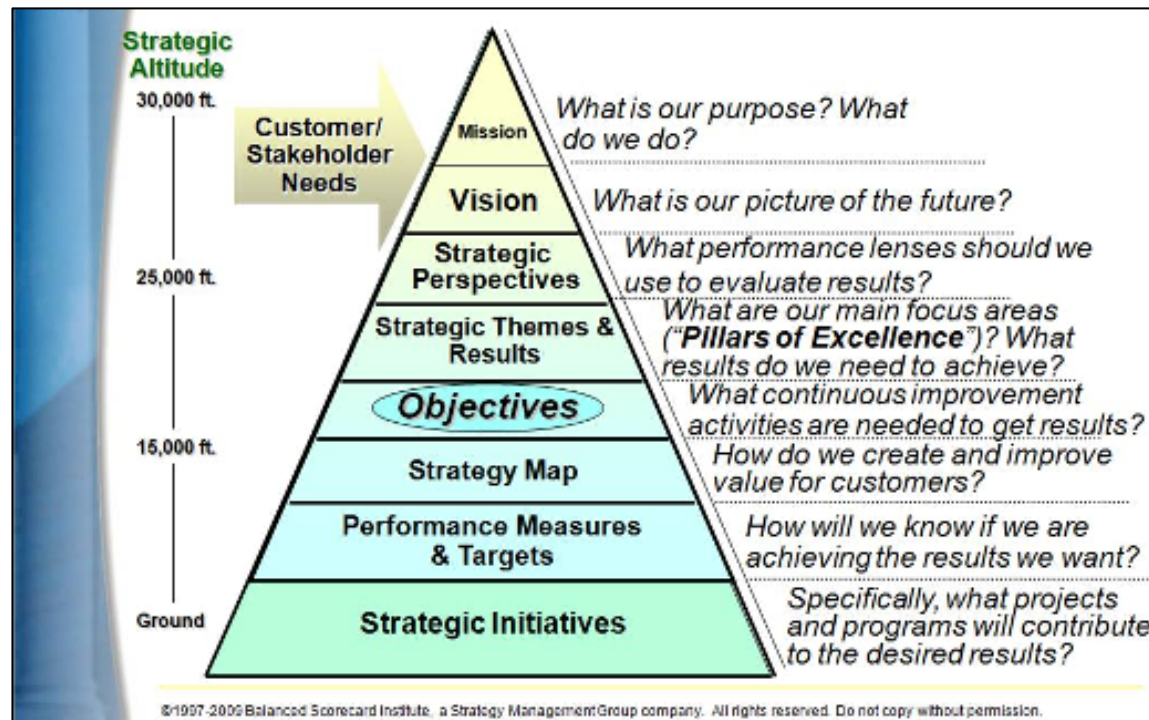 Strategic
Altitude
30,000 ft.
25,000 ft.
15,000 ft.
Ground
Customer/
Stakeholder
Needs
Mission
What is our purpose? What
do we do?
Vision
What is our picture of the future?
Strategic
Perspectives
What performance lenses should we
use to evaluate results?
Strategic Themes &
Results
What are our main focus areas
("Pillars of Excellence")? What
results do we need to achieve?
Objectives
What continuous improvement
activities are needed to get results?
Strategy Map
How do we create and improve
value for customers?
Performance Measures
& Targets
How will we know if we are
achieving the results we want?
Strategic Initiatives
Specifically, what projects
and programs will contribute
to the desired results?
©1997-2009 Balanced Scorecard Institute, a Strategy Management Group company. All rights reserved. Do not copy without permission.